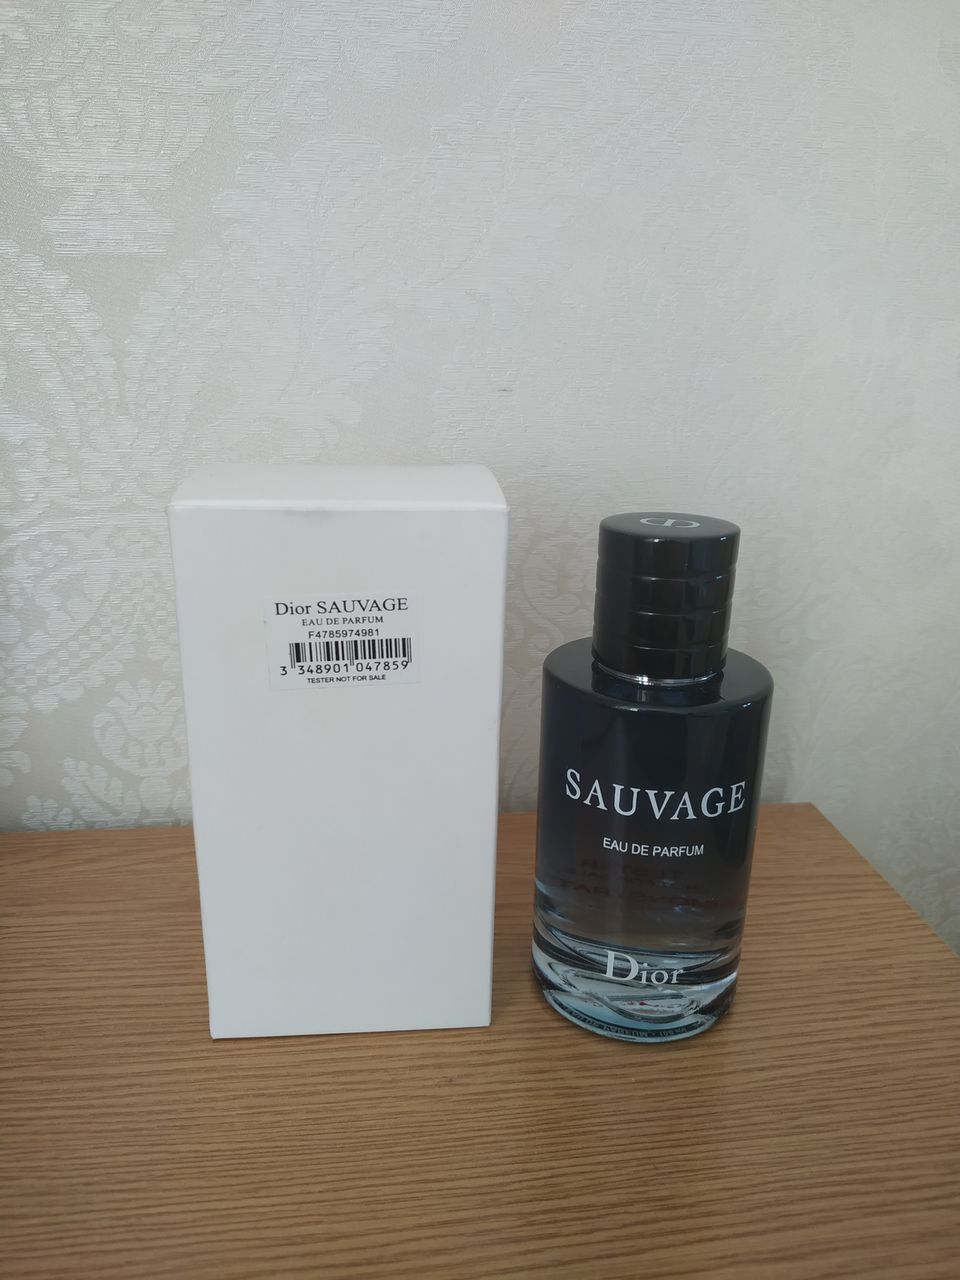 Dior SAUVAGE
EAU DE PARFUM
F4785974981
3 348901 047859
TESTER NOT FOR SALE
SAUVAGE
EAU DE PARFUM
Dior